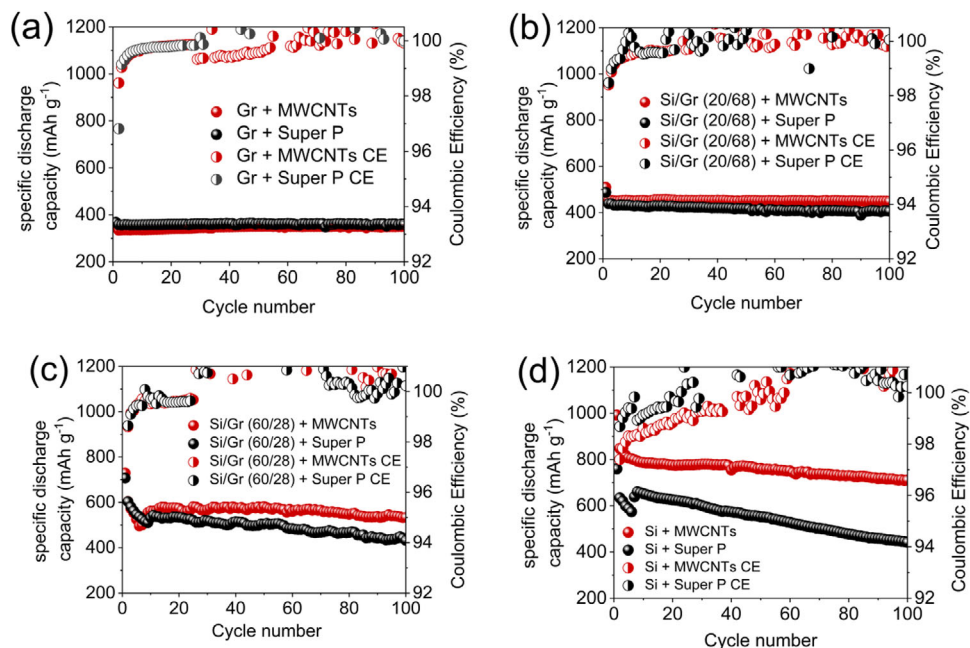 (a)
1200
1000
800
600
400
200
specific discharge
capacity (mAh g⁻¹)
Gr + MWCNTs
Gr + Super P
Gr + MWCNTs CE
Gr + Super P CE
100
98
96
94
92
Coulombic Efficiency (%)
0 20 40 60 80 100
Cycle number
(b)
1200
1000
800
600
400
200
specific discharge
capacity (mAh g⁻¹)
Si/Gr (20/68) + MWCNTs
Si/Gr (20/68) + Super P
Si/Gr (20/68) + MWCNTs CE
Si/Gr (20/68) + Super P CE
100
98
96
94
92
Coulombic Efficiency (%)
0 20 40 60 80 100
Cycle number
(c)
1200
1000
800
600
400
200
specific discharge
capacity (mAh g⁻¹)
Si/Gr (60/28) + MWCNTs
Si/Gr (60/28) + Super P
Si/Gr (60/28) + MWCNTs CE
Si/Gr (60/28) + Super P CE
100
98
96
94
92
Coulombic Efficiency (%)
0 20 40 60 80 100
Cycle number
(d)
1200
1000
800
600
400
200
specific discharge
capacity (mAh g⁻¹)
Si + MWCNTs
Si + Super P
Si + MWCNTs CE
Si + Super P CE
100
98
96
94
92
Coulombic Efficiency (%)
0 20 40 60 80 100
Cycle number